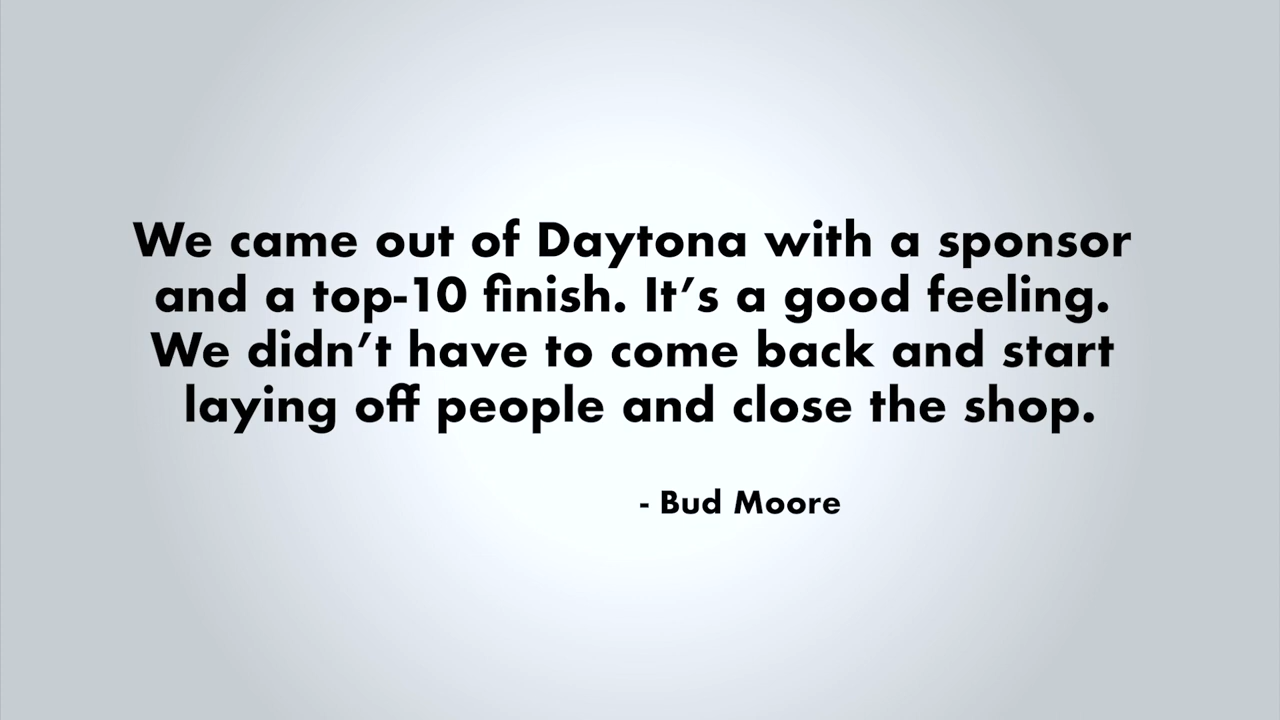 We came out of Daytona with a sponsor
and a top-10 finish. It’s a good feeling.
We didn’t have to come back and start
laying off people and close the shop.
- Bud Moore